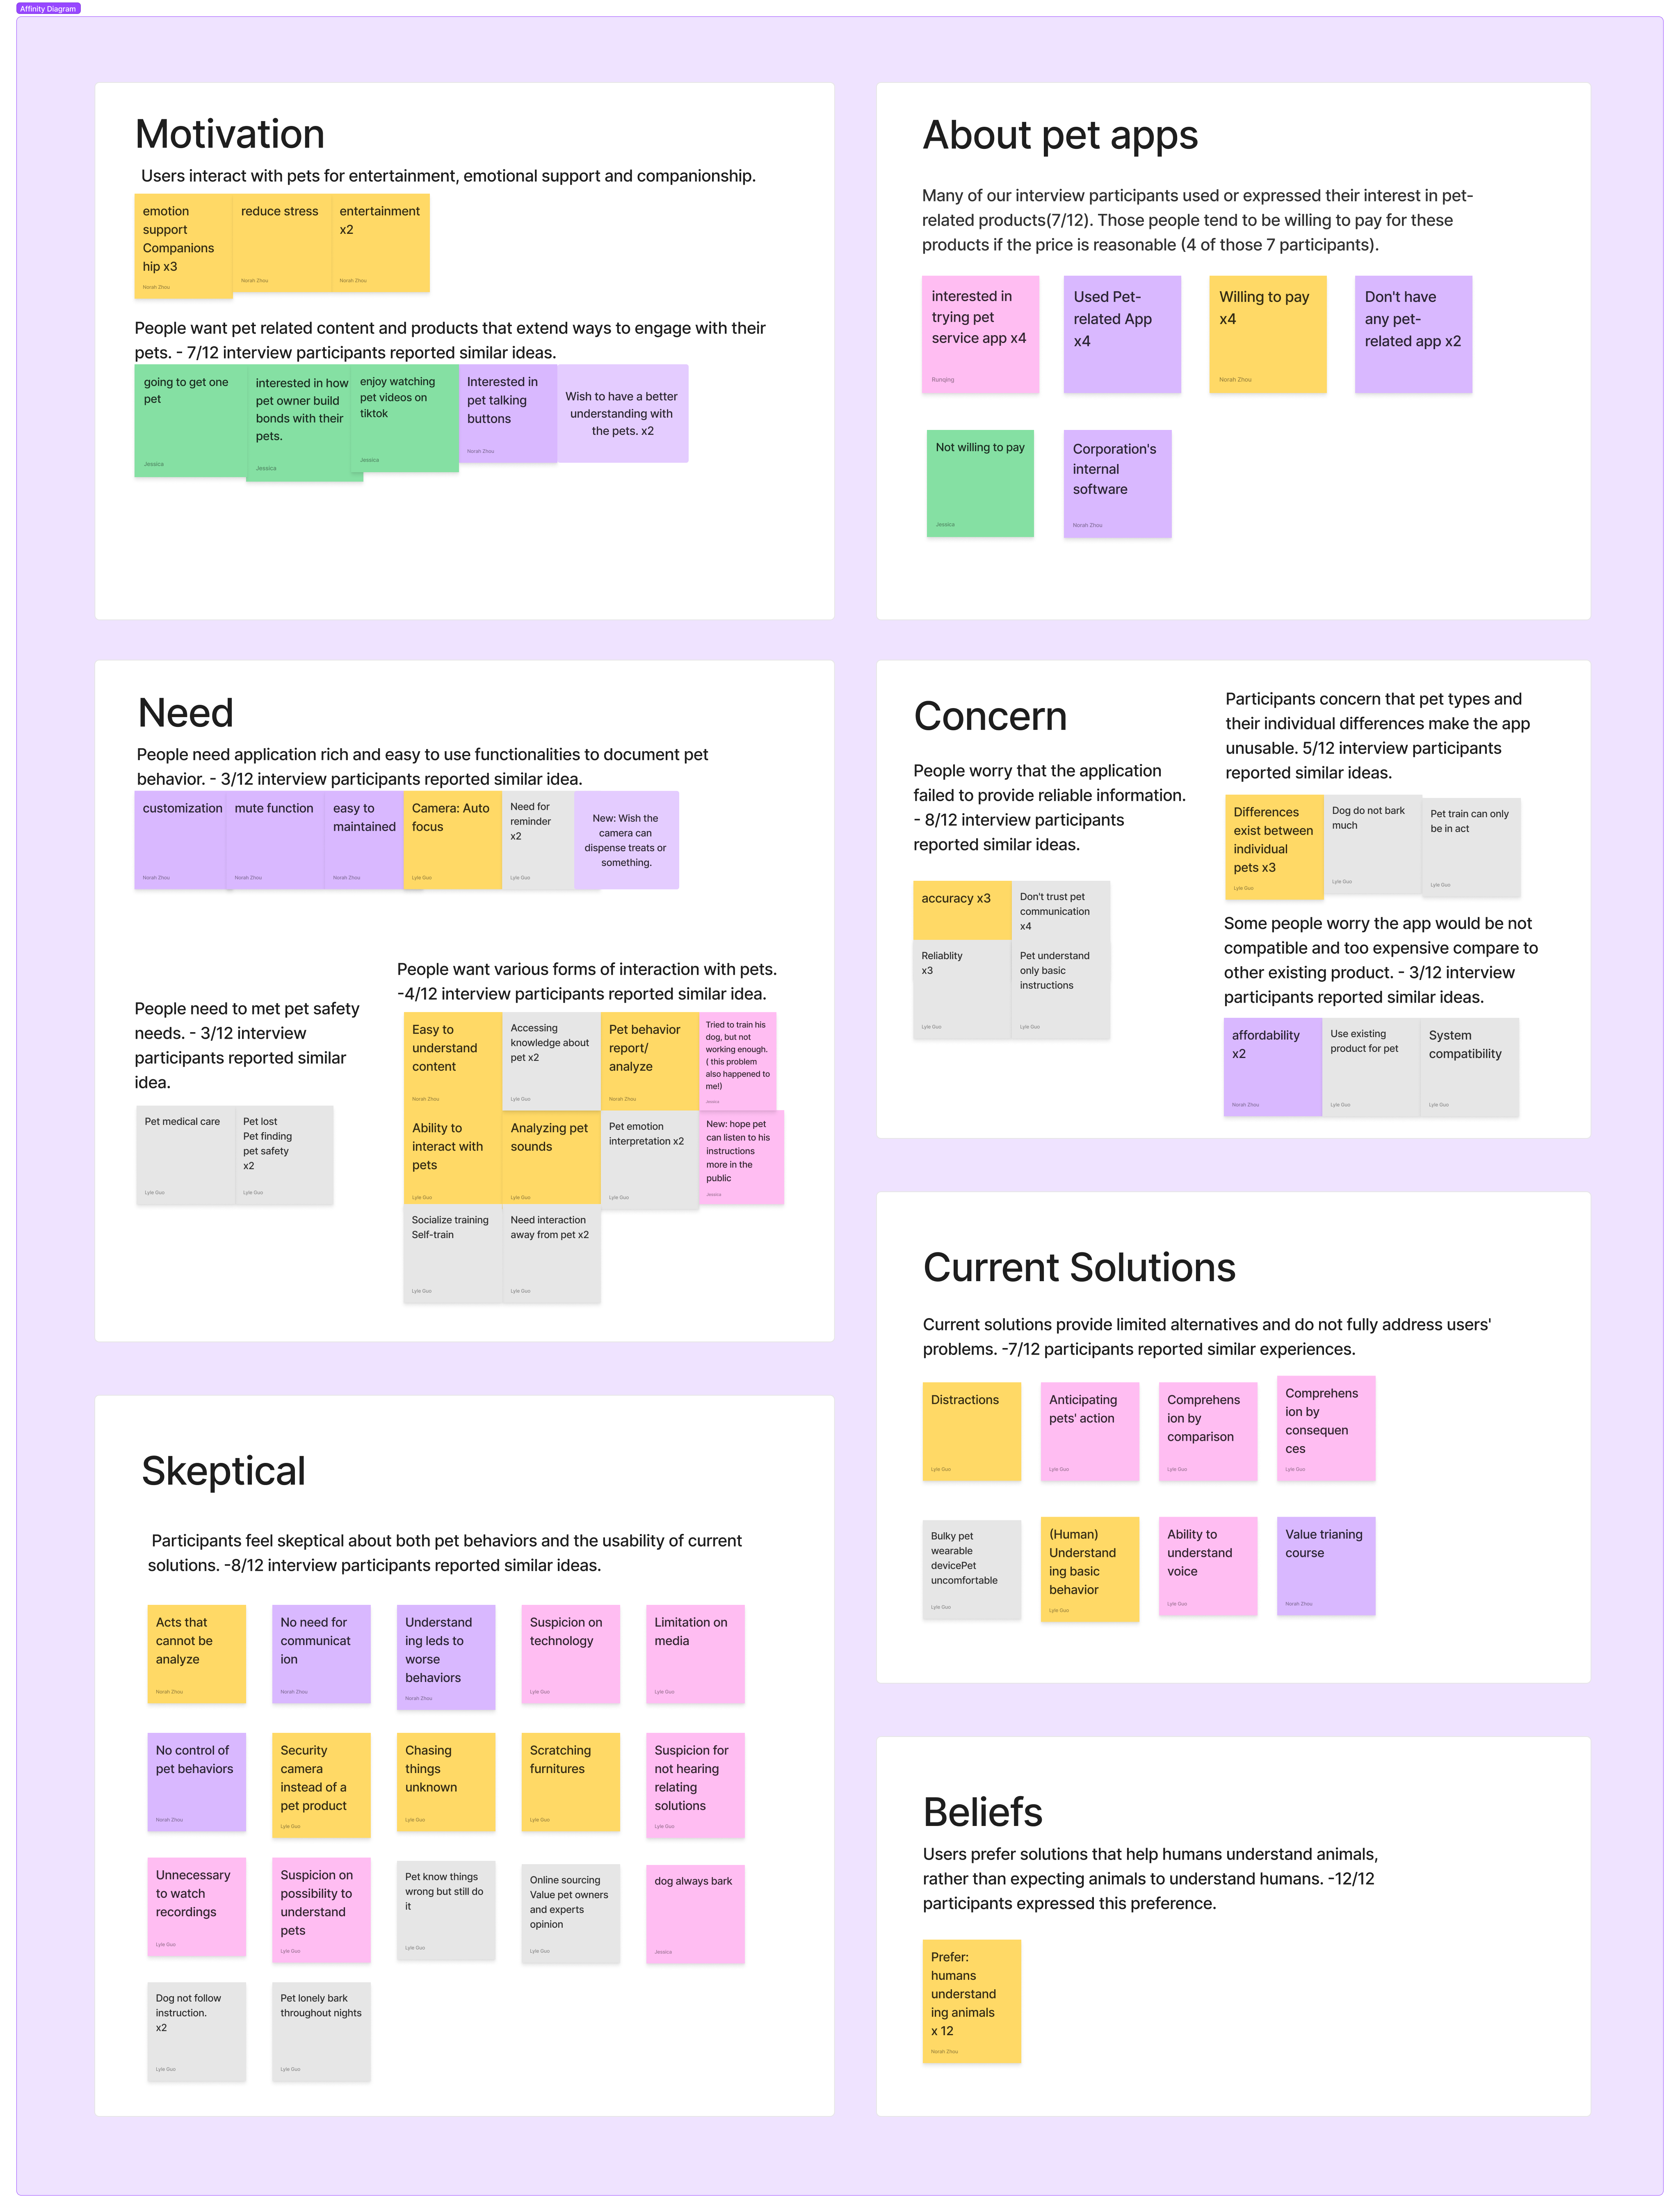 Affinity Diagram
Motivation
Users interact with pets for entertainment, emotional support and companionship.
emotion
support
Companions
hip x3
Norah Zhou
reduce stress
Norah Zhou
entertainment
x2
Norah Zhou
People want pet related content and products that extend ways to engage with their
pets. - 7/12 interview participants reported similar ideas.
going to get one
pet
Jessica
interested in how
pet owner build
bonds with their
pets.
Jessica
enjoy watching
pet videos on
tiktok
Jessica
Interested in
pet talking
buttons
Norah Zhou
Wish to have a better
understanding with
the pets. x2
About pet apps
Many of our interview participants used or expressed their interest in pet-
related products(7/12). Those people tend to be willing to pay for these
products if the price is reasonable (4 of those 7 participants).
interested in
trying pet
service app x4
Runqing
Used Pet-
related App
x4
Willing to pay
x4
Norah Zhou
Don't have
any pet-
related app x2
Not willing to pay
Jessica
Corporation's
internal
software
Norah Zhou
Need
People need application rich and easy to use functionalities to document pet
behavior. - 3/12 interview participants reported similar idea.
customization
Norah Zhou
mute function
Norah Zhou
easy to
maintained
Norah Zhou
Camera: Auto
focus
Lyle Guo
Need for
reminder
x2
Lyle Guo
New: Wish the
camera can
dispense treats or
something.
People need to met pet safety
needs. - 3/12 interview
participants reported similar
idea.
Pet medical care
Lyle Guo
Pet lost
Pet finding
pet safety
x2
Lyle Guo
People want various forms of interaction with pets.
-4/12 interview participants reported similar idea.
Easy to
understand
content
Norah Zhou
Accessing
knowledge about
pet x2
Lyle Guo
Pet behavior
report/
analyze
Norah Zhou
Tried to train his
dog, but not
working enough.
( this problem
also happened to
me!)
Jessica
Ability to
interact with
pets
Lyle Guo
Analyzing pet
sounds
Lyle Guo
Pet emotion
interpretation x2
Lyle Guo
New: hope pet
can listen to his
instructions
more in the
public
Jessica
Socialize training
Self-train
Lyle Guo
Need interaction
away from pet x2
Lyle Guo
Concern
People worry that the application
failed to provide reliable information.
- 8/12 interview participants
reported similar ideas.
accuracy x3
Don't trust pet
communication
x4
Reliablity
x3
Lyle Guo
Pet understand
only basic
instructions
Lyle Guo
Participants concern that pet types and
their individual differences make the app
unusable. 5/12 interview participants
reported similar ideas.
Differences
exist between
individual
pets x3
Lyle Guo
Dog do not bark
much
Lyle Guo
Pet train can only
be in act
Lyle Guo
Some people worry the app would be not
compatible and too expensive compare to
other existing product. - 3/12 interview
participants reported similar ideas.
affordability
x2
Norah Zhou
Use existing
product for pet
Lyle Guo
System
compatibility
Lyle Guo
Current Solutions
Current solutions provide limited alternatives and do not fully address users'
problems. -7/12 participants reported similar experiences.
Distractions
Lyle Guo
Anticipating
pets' action
Lyle Guo
Comprehens
ion by
comparison
Lyle Guo
Comprehens
ion by
consequen
ces
Lyle Guo
Bulky pet
wearable
devicePet
uncomfortable
Lyle Guo
(Human)
Understand
ing basic
behavior
Lyle Guo
Ability to
understand
voice
Lyle Guo
Value trianing
course
Norah Zhou
Skeptical
Participants feel skeptical about both pet behaviors and the usability of current
solutions. -8/12 interview participants reported similar ideas.
Acts that
cannot be
analyze
Norah Zhou
No need for
communicat
ion
Norah Zhou
Understand
ing leds to
worse
behaviors
Norah Zhou
Suspicion on
technology
Lyle Guo
Limitation on
media
Lyle Guo
No control of
pet behaviors
Norah Zhou
Security
camera
instead of a
pet product
Lyle Guo
Chasing
things
unknown
Lyle Guo
Scratching
furnitures
Lyle Guo
Suspicion for
not hearing
relating
solutions
Lyle Guo
Unnecessary
to watch
recordings
Lyle Guo
Suspicion on
possibility to
understand
pets
Lyle Guo
Pet know things
wrong but still do
it
Lyle Guo
Online sourcing
Value pet owners
and experts
opinion
Lyle Guo
dog always bark
Jessica
Dog not follow
instruction.
x2
Lyle Guo
Pet lonely bark
throughout nights
Lyle Guo
Beliefs
Users prefer solutions that help humans understand animals,
rather than expecting animals to understand humans. -12/12
participants expressed this preference.
Prefer:
humans
understand
ing animals
x 12
Norah Zhou